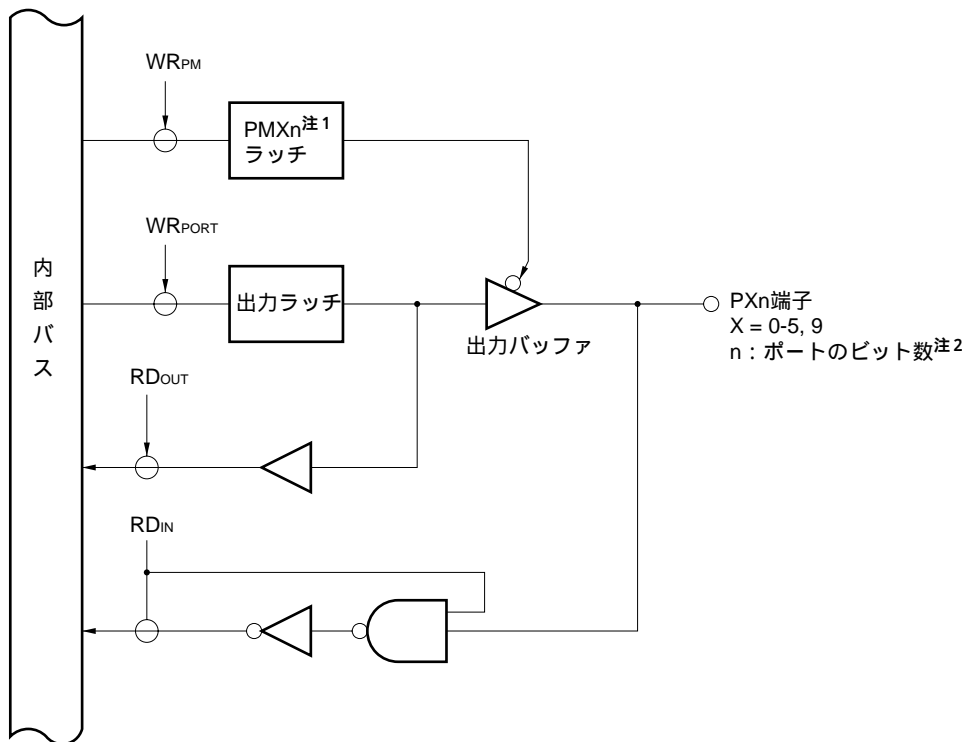 WRPM
PMXn注1
ラッチ
WRPORT
内部バス
出力ラッチ
出力バッファ
PXn端子
X = 0-5, 9
n：ポートのビット数注2
RDOUT
RDIN